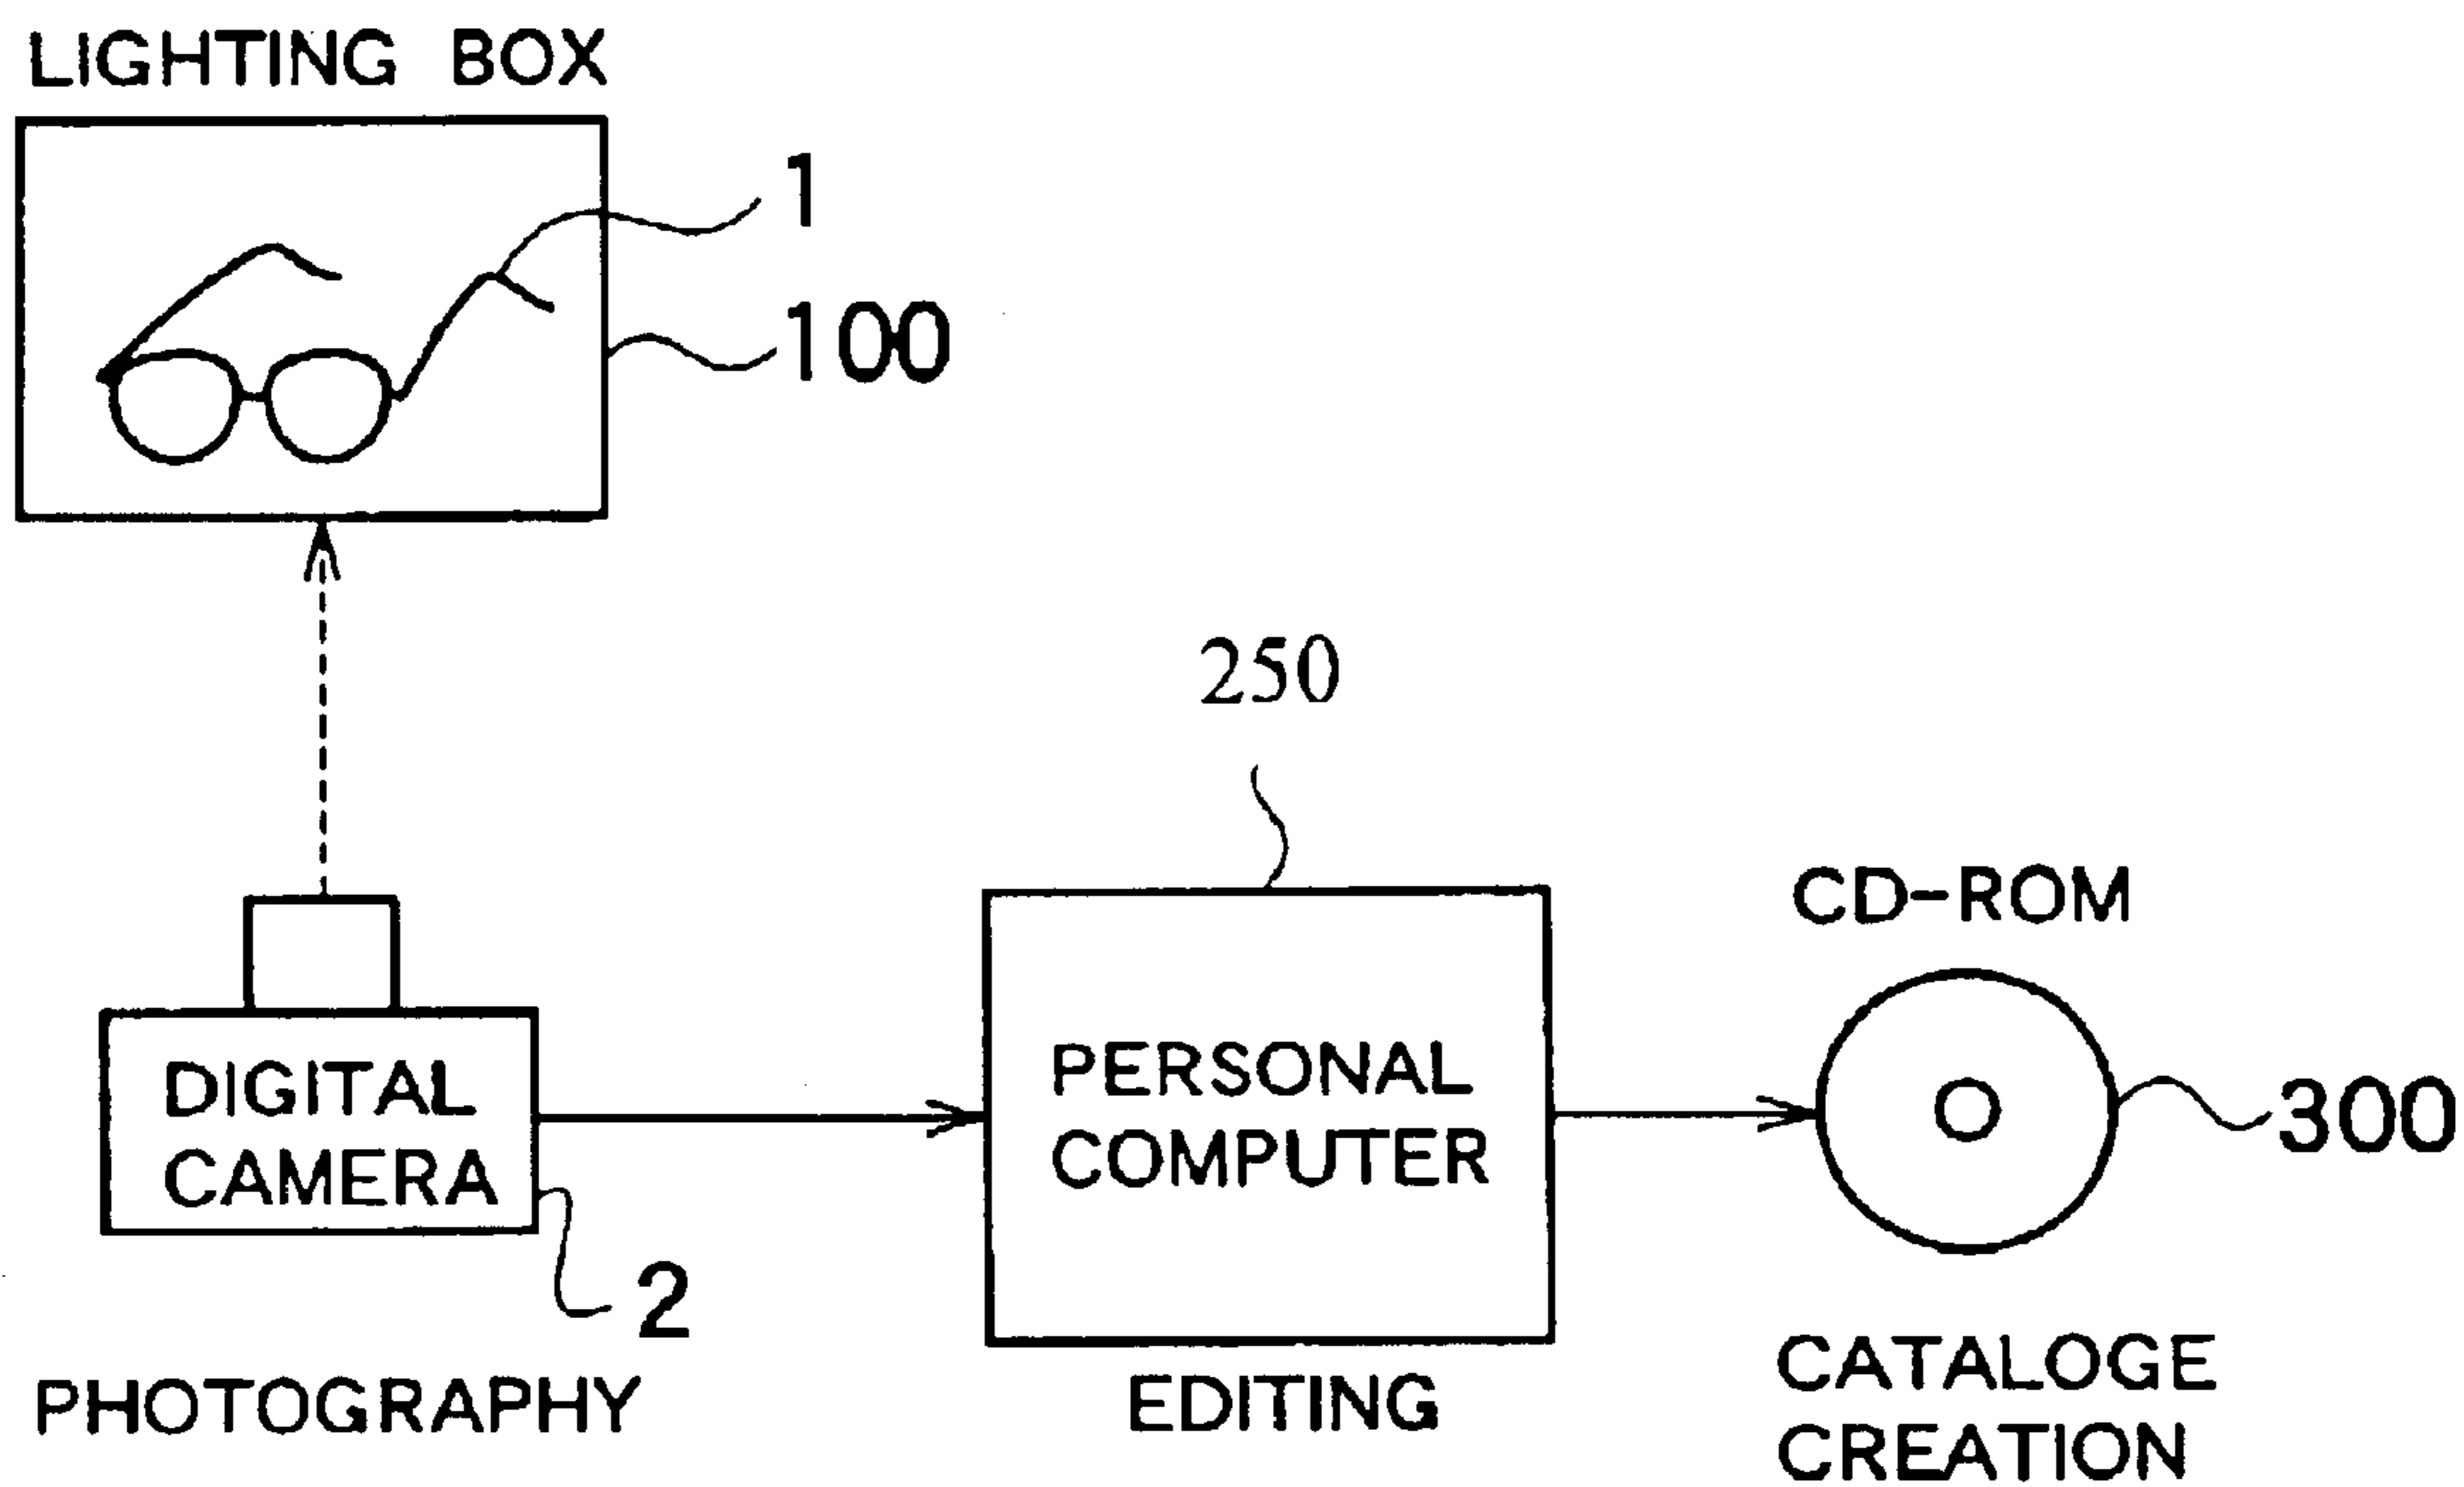 LIGHTING BOX
1
100
250
CD-ROM
DIGITAL
CAMERA
PERSONAL
COMPUTER
300
2
PHOTOGRAPHY
EDITING
CATALOGE
CREATION